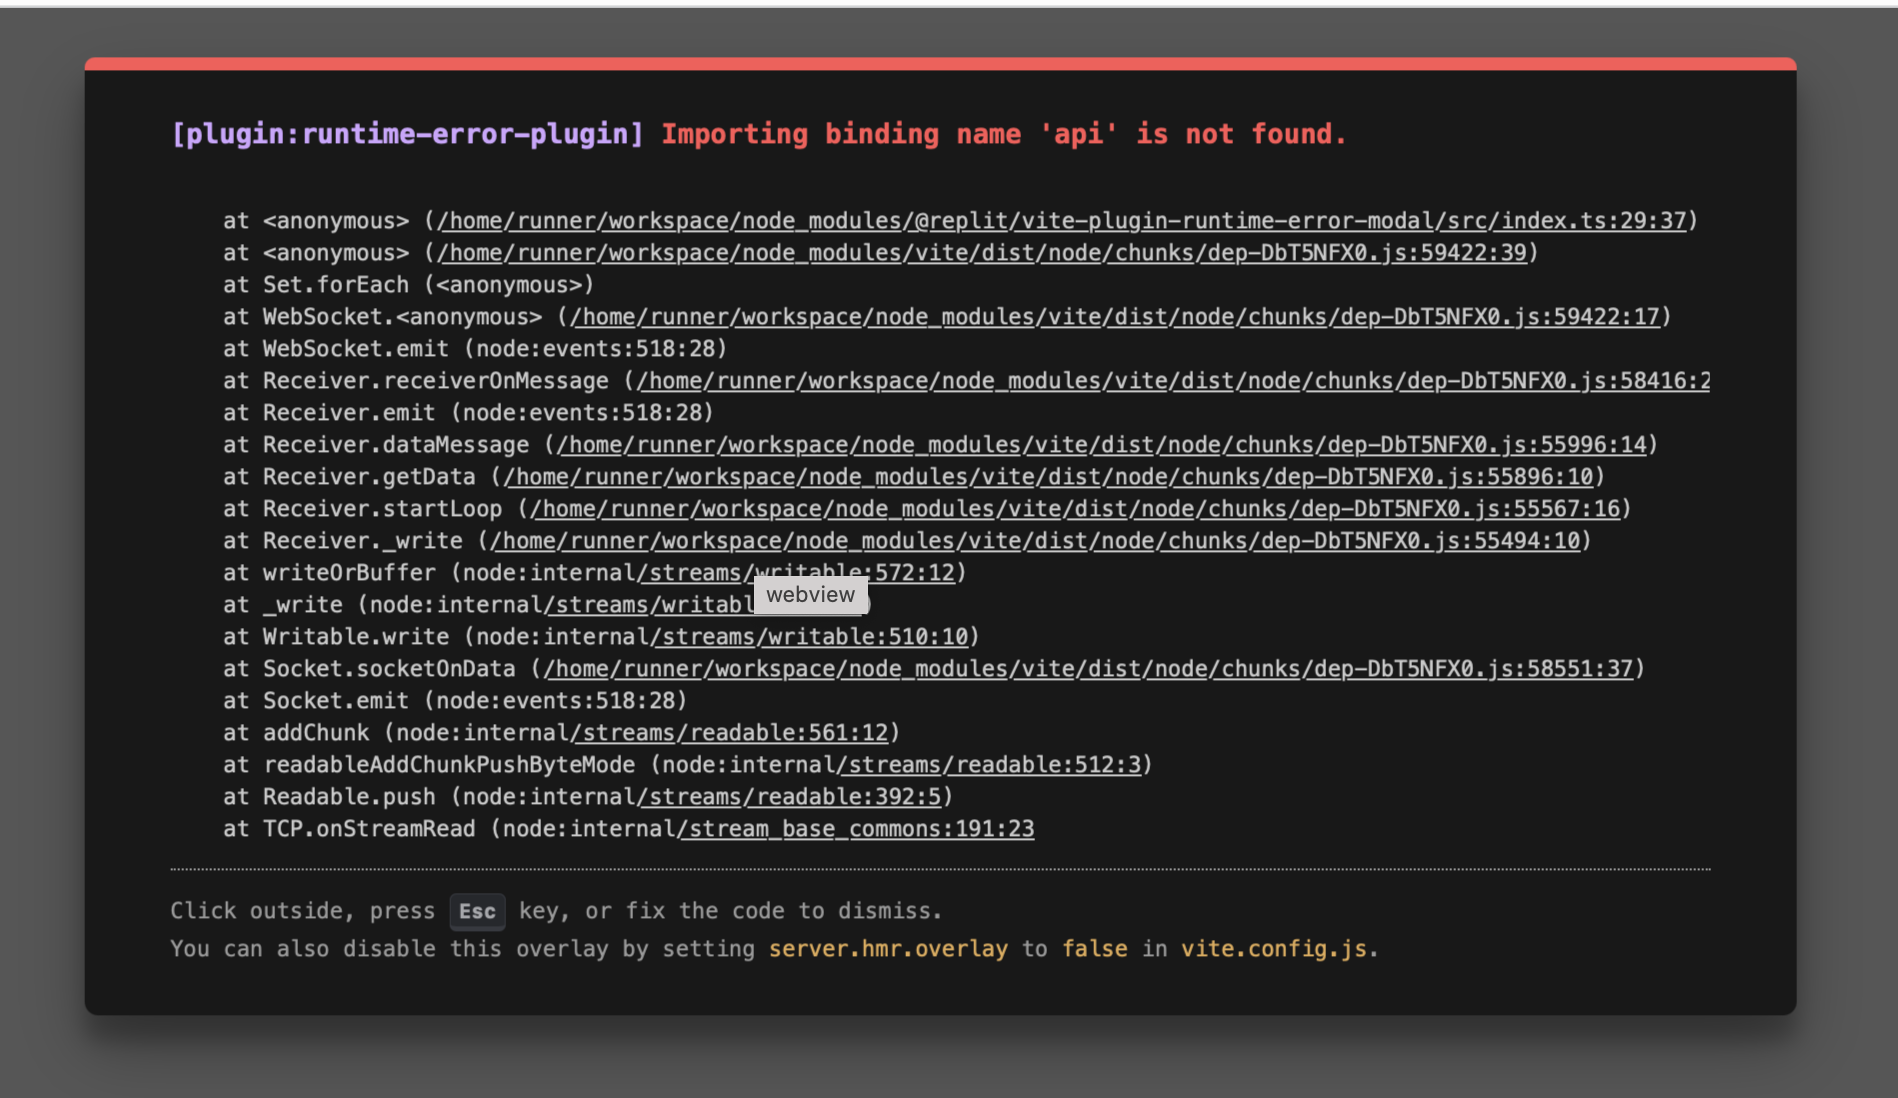 [plugin:runtime-error-plugin] Importing binding name 'api' is not found.
at <anonymous> (/home/runner/workspace/node_modules/@replit/vite-plugin-runtime-error-modal/src/index.ts:29:37)
at <anonymous> (/home/runner/workspace/node_modules/vite/dist/node/chunks/dep-DbT5NFX0.js:59422:39)
at Set.forEach (<anonymous>)
at WebSocket.<anonymous> (/home/runner/workspace/node_modules/vite/dist/node/chunks/dep-DbT5NFX0.js:59422:17)
at WebSocket.emit (node:events:518:28)
at Receiver.receiverOnMessage (/home/runner/workspace/node_modules/vite/dist/node/chunks/dep-DbT5NFX0.js:58416:2
at Receiver.emit (node:events:518:28)
at Receiver.dataMessage (/home/runner/workspace/node_modules/vite/dist/node/chunks/dep-DbT5NFX0.js:55996:14)
at Receiver.getData (/home/runner/workspace/node_modules/vite/dist/node/chunks/dep-DbT5NFX0.js:55896:10)
at Receiver.startLoop (/home/runner/workspace/node_modules/vite/dist/node/chunks/dep-DbT5NFX0.js:55567:16)
at Receiver._write (/home/runner/workspace/node_modules/vite/dist/node/chunks/dep-DbT5NFX0.js:55494:10)
at writeOrBuffer (node:internal/streams/writable:572:12)
webview
at _write (node:internal/streams/writabl )
at Writable.write (node:internal/streams/writable:510:10)
at Socket.socketOnData (/home/runner/workspace/node_modules/vite/dist/node/chunks/dep-DbT5NFX0.js:58551:37)
at Socket.emit (node:events:518:28)
at addChunk (node:internal/streams/readable:561:12)
at readableAddChunkPushByteMode (node:internal/streams/readable:512:3)
at Readable.push (node:internal/streams/readable:392:5)
at TCP.onStreamRead (node:internal/stream_base_commons:191:23
Click outside, press Esc key, or fix the code to dismiss.
You can also disable this overlay by setting server.hmr.overlay to false in vite.config.js.